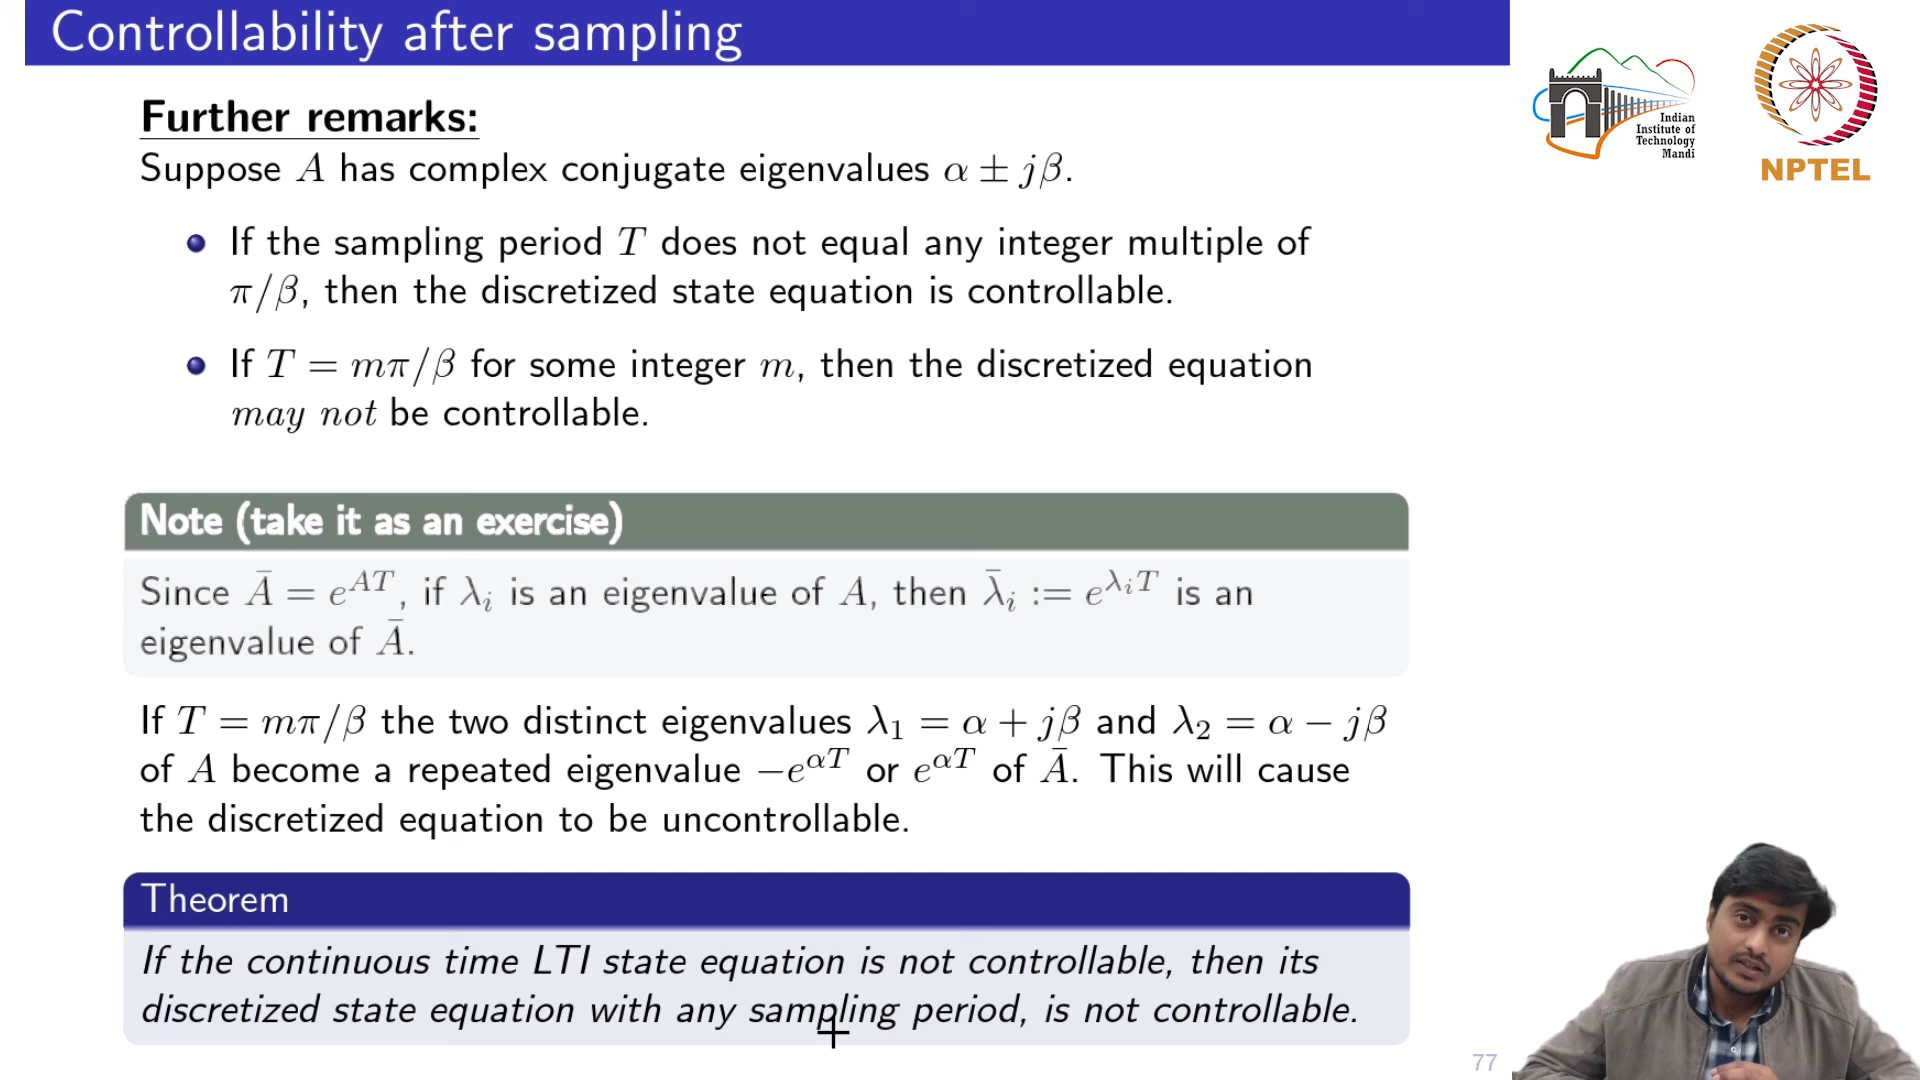 Controllability after sampling
Indian
Institute of
Technology
Mandi
NPTEL
Further remarks:
Suppose A has complex conjugate eigenvalues α ± jβ.
If the sampling period T does not equal any integer multiple of
π/β, then the discretized state equation is controllable.
If T = mπ/β for some integer m, then the discretized equation
may not be controllable.
Note (take it as an exercise)
Since Ā = e^{AT}, if λᵢ is an eigenvalue of A, then λ̄ᵢ := e^{λᵢT} is an
eigenvalue of Ā.
If T = mπ/β the two distinct eigenvalues λ₁ = α + jβ and λ₂ = α − jβ
of A become a repeated eigenvalue −e^{αT} or e^{αT} of Ā. This will cause
the discretized equation to be uncontrollable.
Theorem
If the continuous time LTI state equation is not controllable, then its
discretized state equation with any sampling period, is not controllable.
77